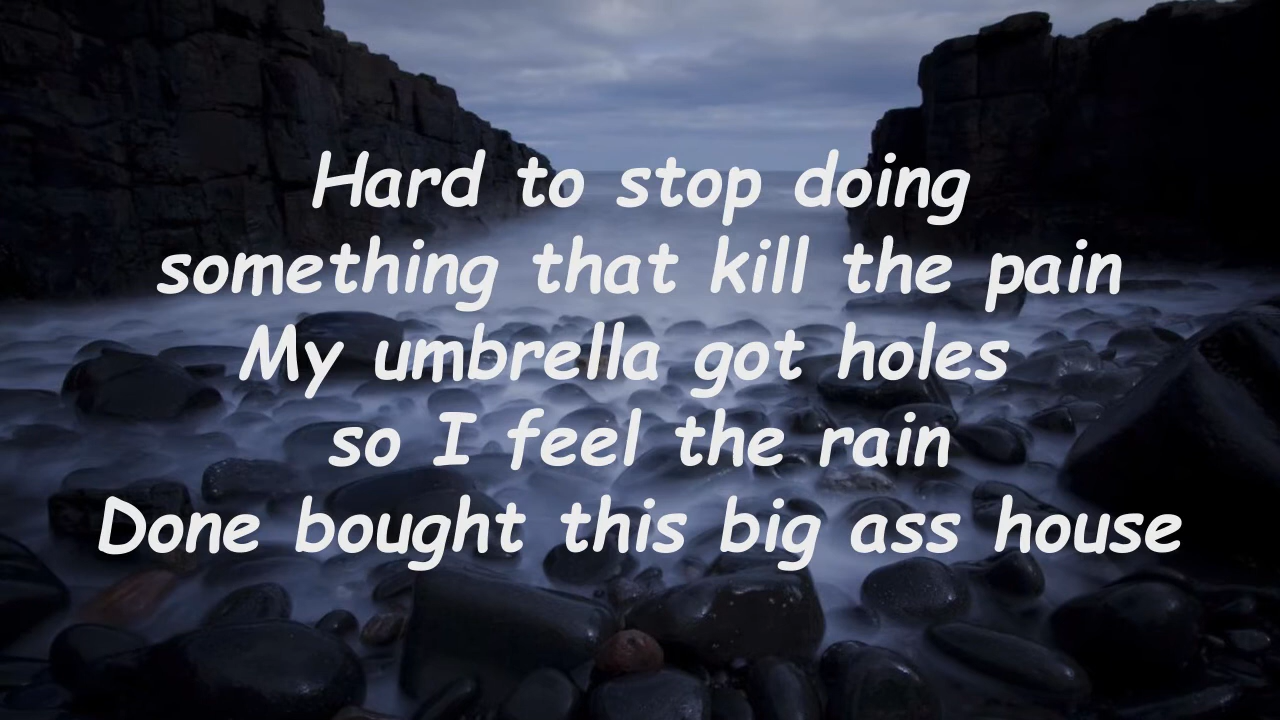 Hard to stop doing
something that kill the pain
My umbrella got holes
so I feel the rain
Done bought this big ass house